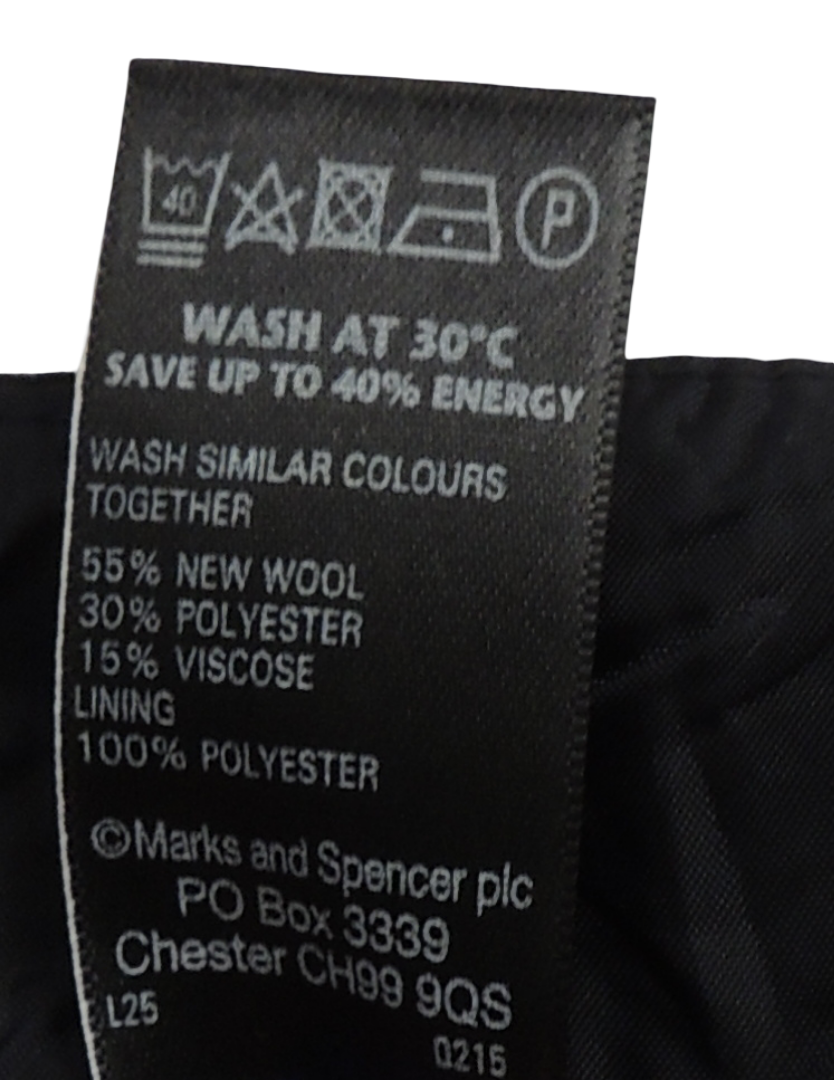 40 P
WASH AT 30°C
SAVE UP TO 40% ENERGY
WASH SIMILAR COLOURS
TOGETHER
55% NEW WOOL
30% POLYESTER
15% VISCOSE
LINING
100% POLYESTER
©Marks and Spencer plc
PO Box 3339
Chester CH99 9QS
L25
0215